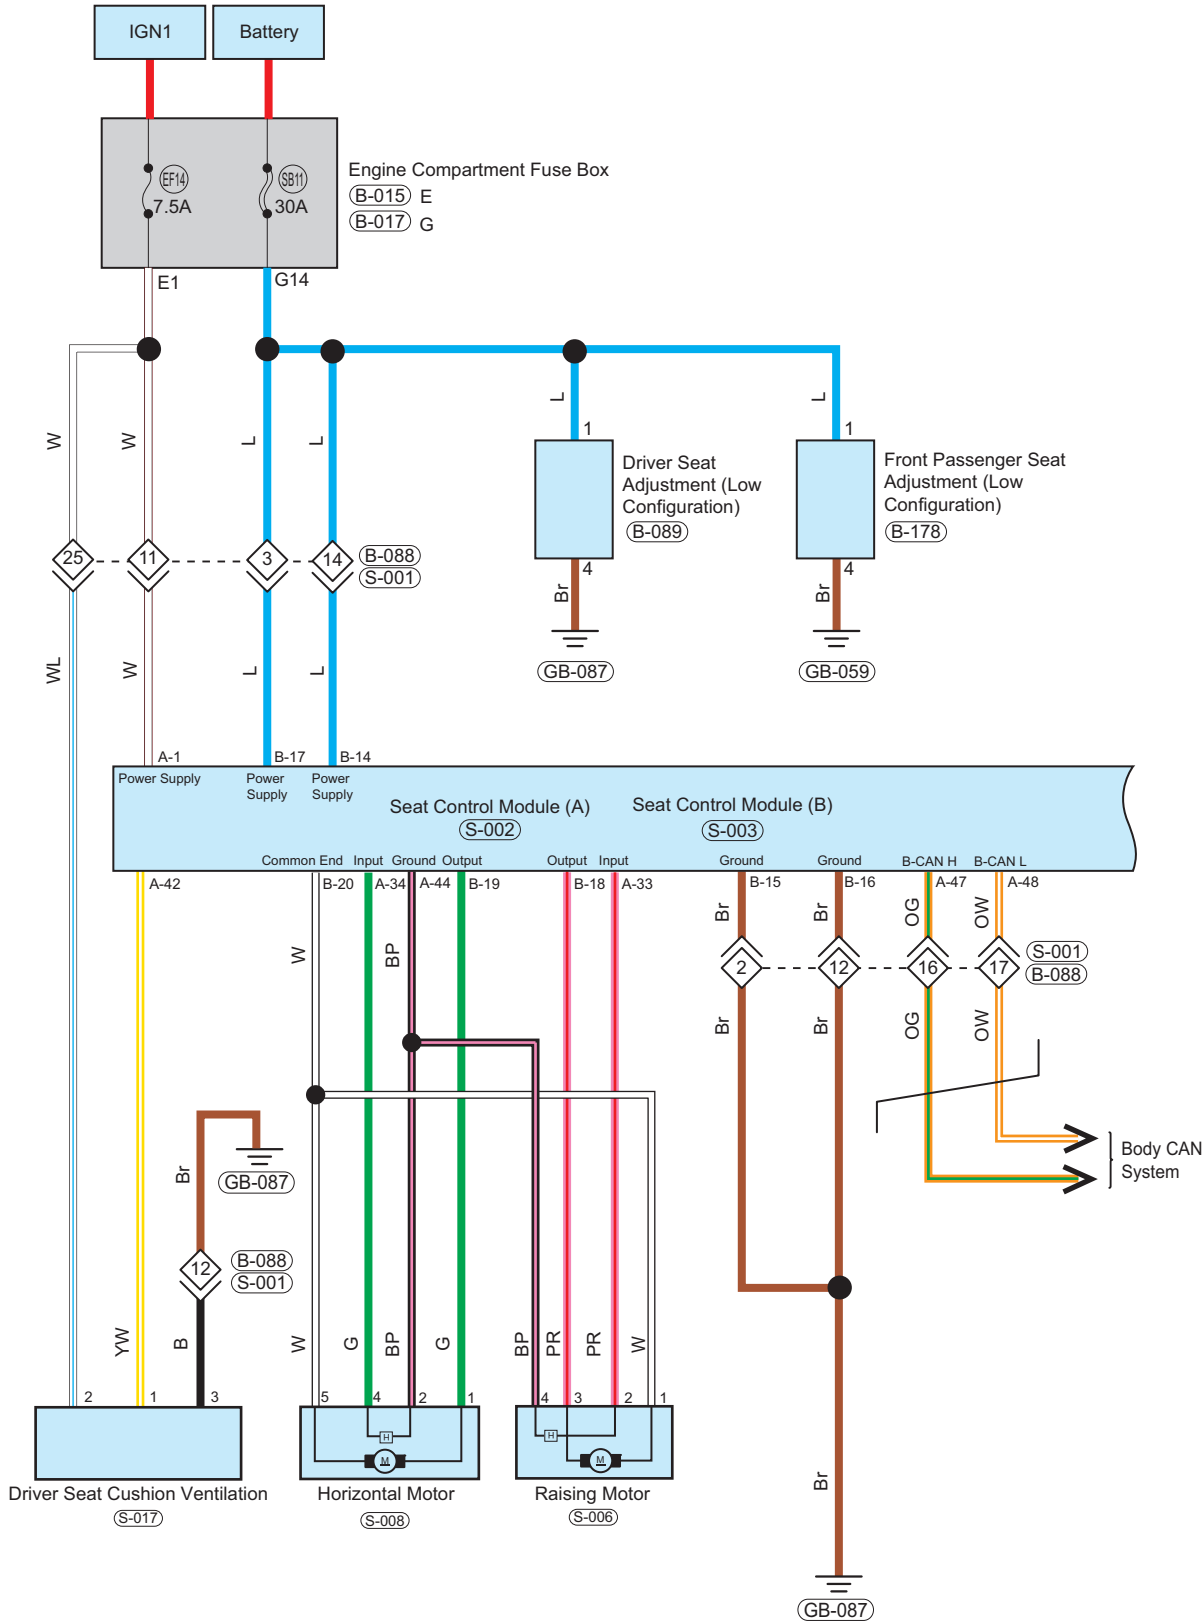 IGN1
Battery
EF14
7.5A
SB11
30A
Engine Compartment Fuse Box
B-015 E
B-017 G
E1
G14
W
W
L
L
L
L
1
Driver Seat
Adjustment (Low
Configuration)
B-089
1
Front Passenger Seat
Adjustment (Low
Configuration)
B-178
25
11
3
14
B-088
S-001
4
Br
GB-087
4
Br
GB-059
WL
W
L
L
A-1
B-17
B-14
Power Supply
Power
Supply
Power
Supply
Seat Control Module (A)
S-002
Seat Control Module (B)
S-003
Common End
Input
Ground
Output
Output
Input
Ground
Ground
B-CAN H
B-CAN L
A-42
B-20
A-34
A-44
B-19
B-18
A-33
B-15
B-16
A-47
A-48
W
BP
Br
Br
OG
OW
2
12
16
17
S-001
B-088
Br
Br
OG
OW
Body CAN
System
Br
GB-087
12
B-088
S-001
YW
B
W
G
BP
G
BP
PR
PR
W
2
1
3
5
4
2
1
4
3
2
1
H
M
H
M
Driver Seat Cushion Ventilation
S-017
Horizontal Motor
S-008
Raising Motor
S-006
Br
GB-087